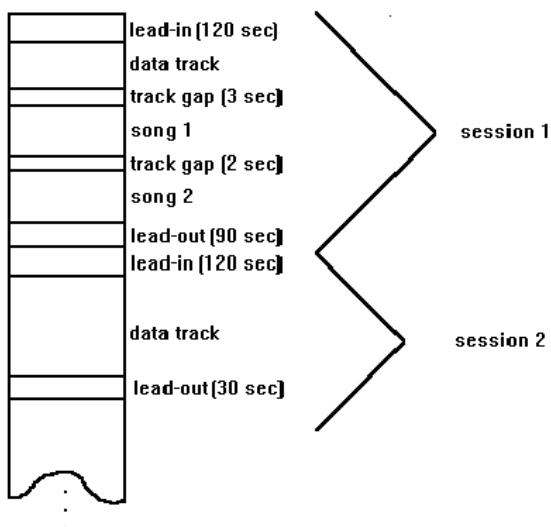 lead-in (120 sec)
data track
track gap (3 sec)
song 1
session 1
track gap (2 sec)
song 2
lead-out (90 sec)
lead-in (120 sec)
data track
session 2
lead-out (30 sec)